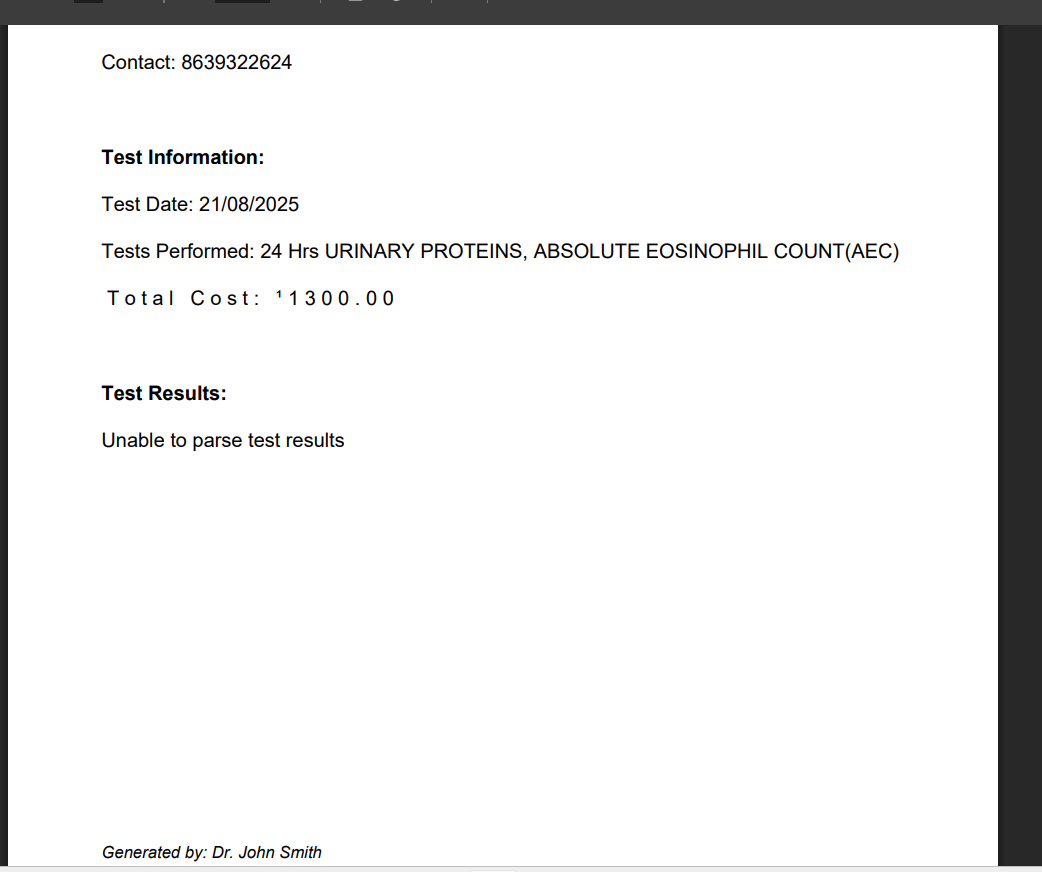 Contact: 8639322624
Test Information:
Test Date: 21/08/2025
Tests Performed: 24 Hrs URINARY PROTEINS, ABSOLUTE EOSINOPHIL COUNT(AEC)
Total Cost: ¹1300.00
Test Results:
Unable to parse test results
Generated by: Dr. John Smith